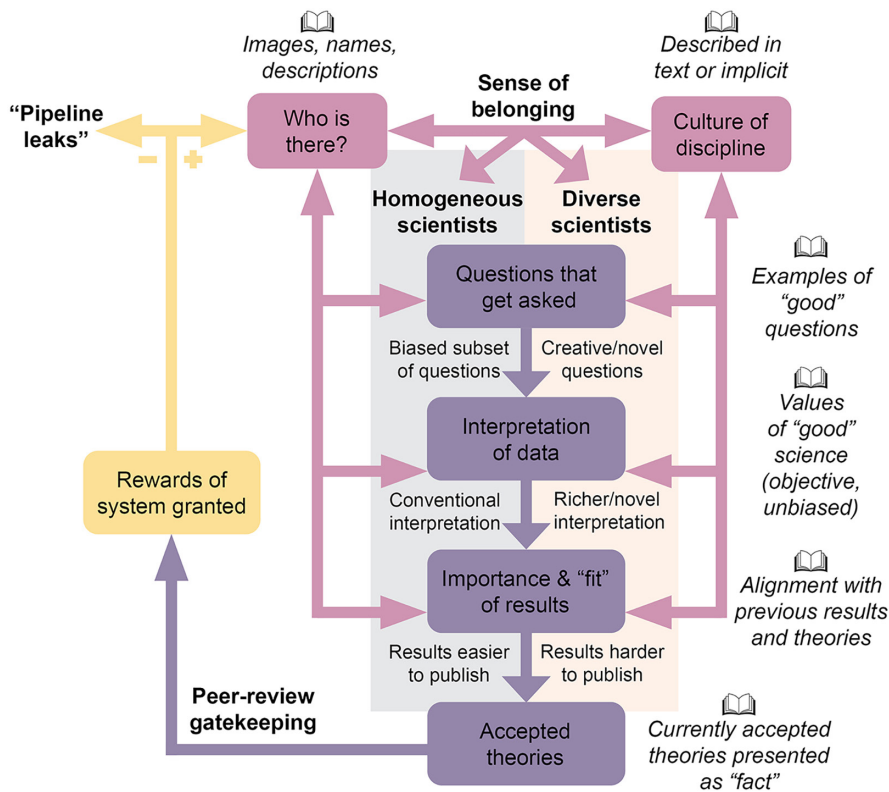 Images, names,
descriptions
Described in
text or implicit
Sense of
belonging
“Pipeline
leaks”
Who is
there?
Culture of
discipline
Homogeneous
scientists
Diverse
scientists
Questions that
get asked
Examples of
“good”
questions
Biased subset
of questions
Creative/novel
questions
Interpretation
of data
Values
of “good”
science
(objective,
unbiased)
Rewards of
system granted
Conventional
interpretation
Richer/novel
interpretation
Importance & “fit”
of results
Alignment with
previous results
and theories
Results easier
to publish
Results harder
to publish
Peer-review
gatekeeping
Accepted
theories
Currently accepted
theories presented
as “fact”